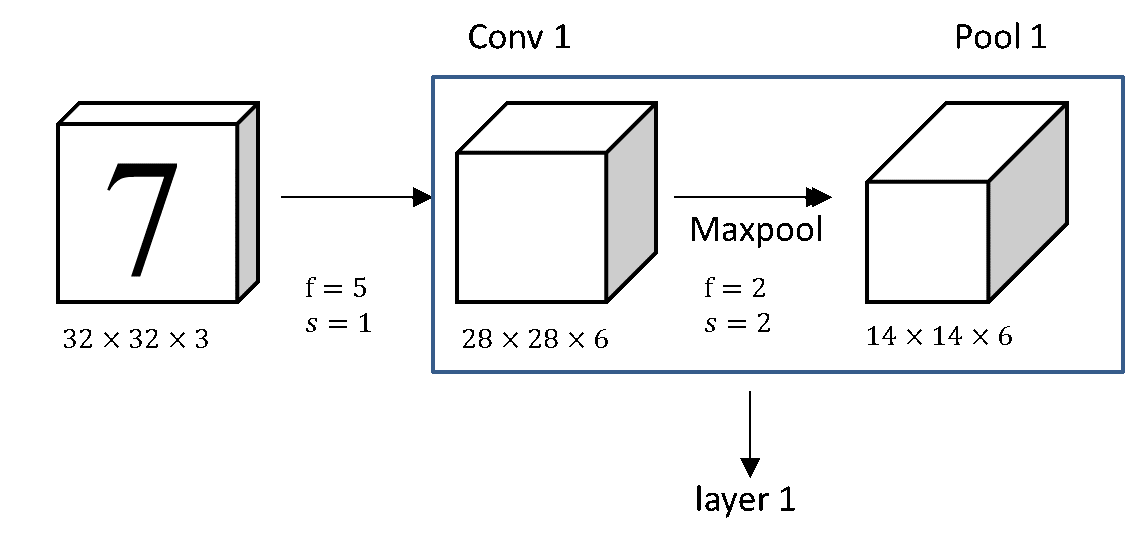 Conv 1
Pool 1
7
Maxpool
f = 5
s = 1
f = 2
s = 2
32 × 32 × 3
28 × 28 × 6
14 × 14 × 6
layer 1